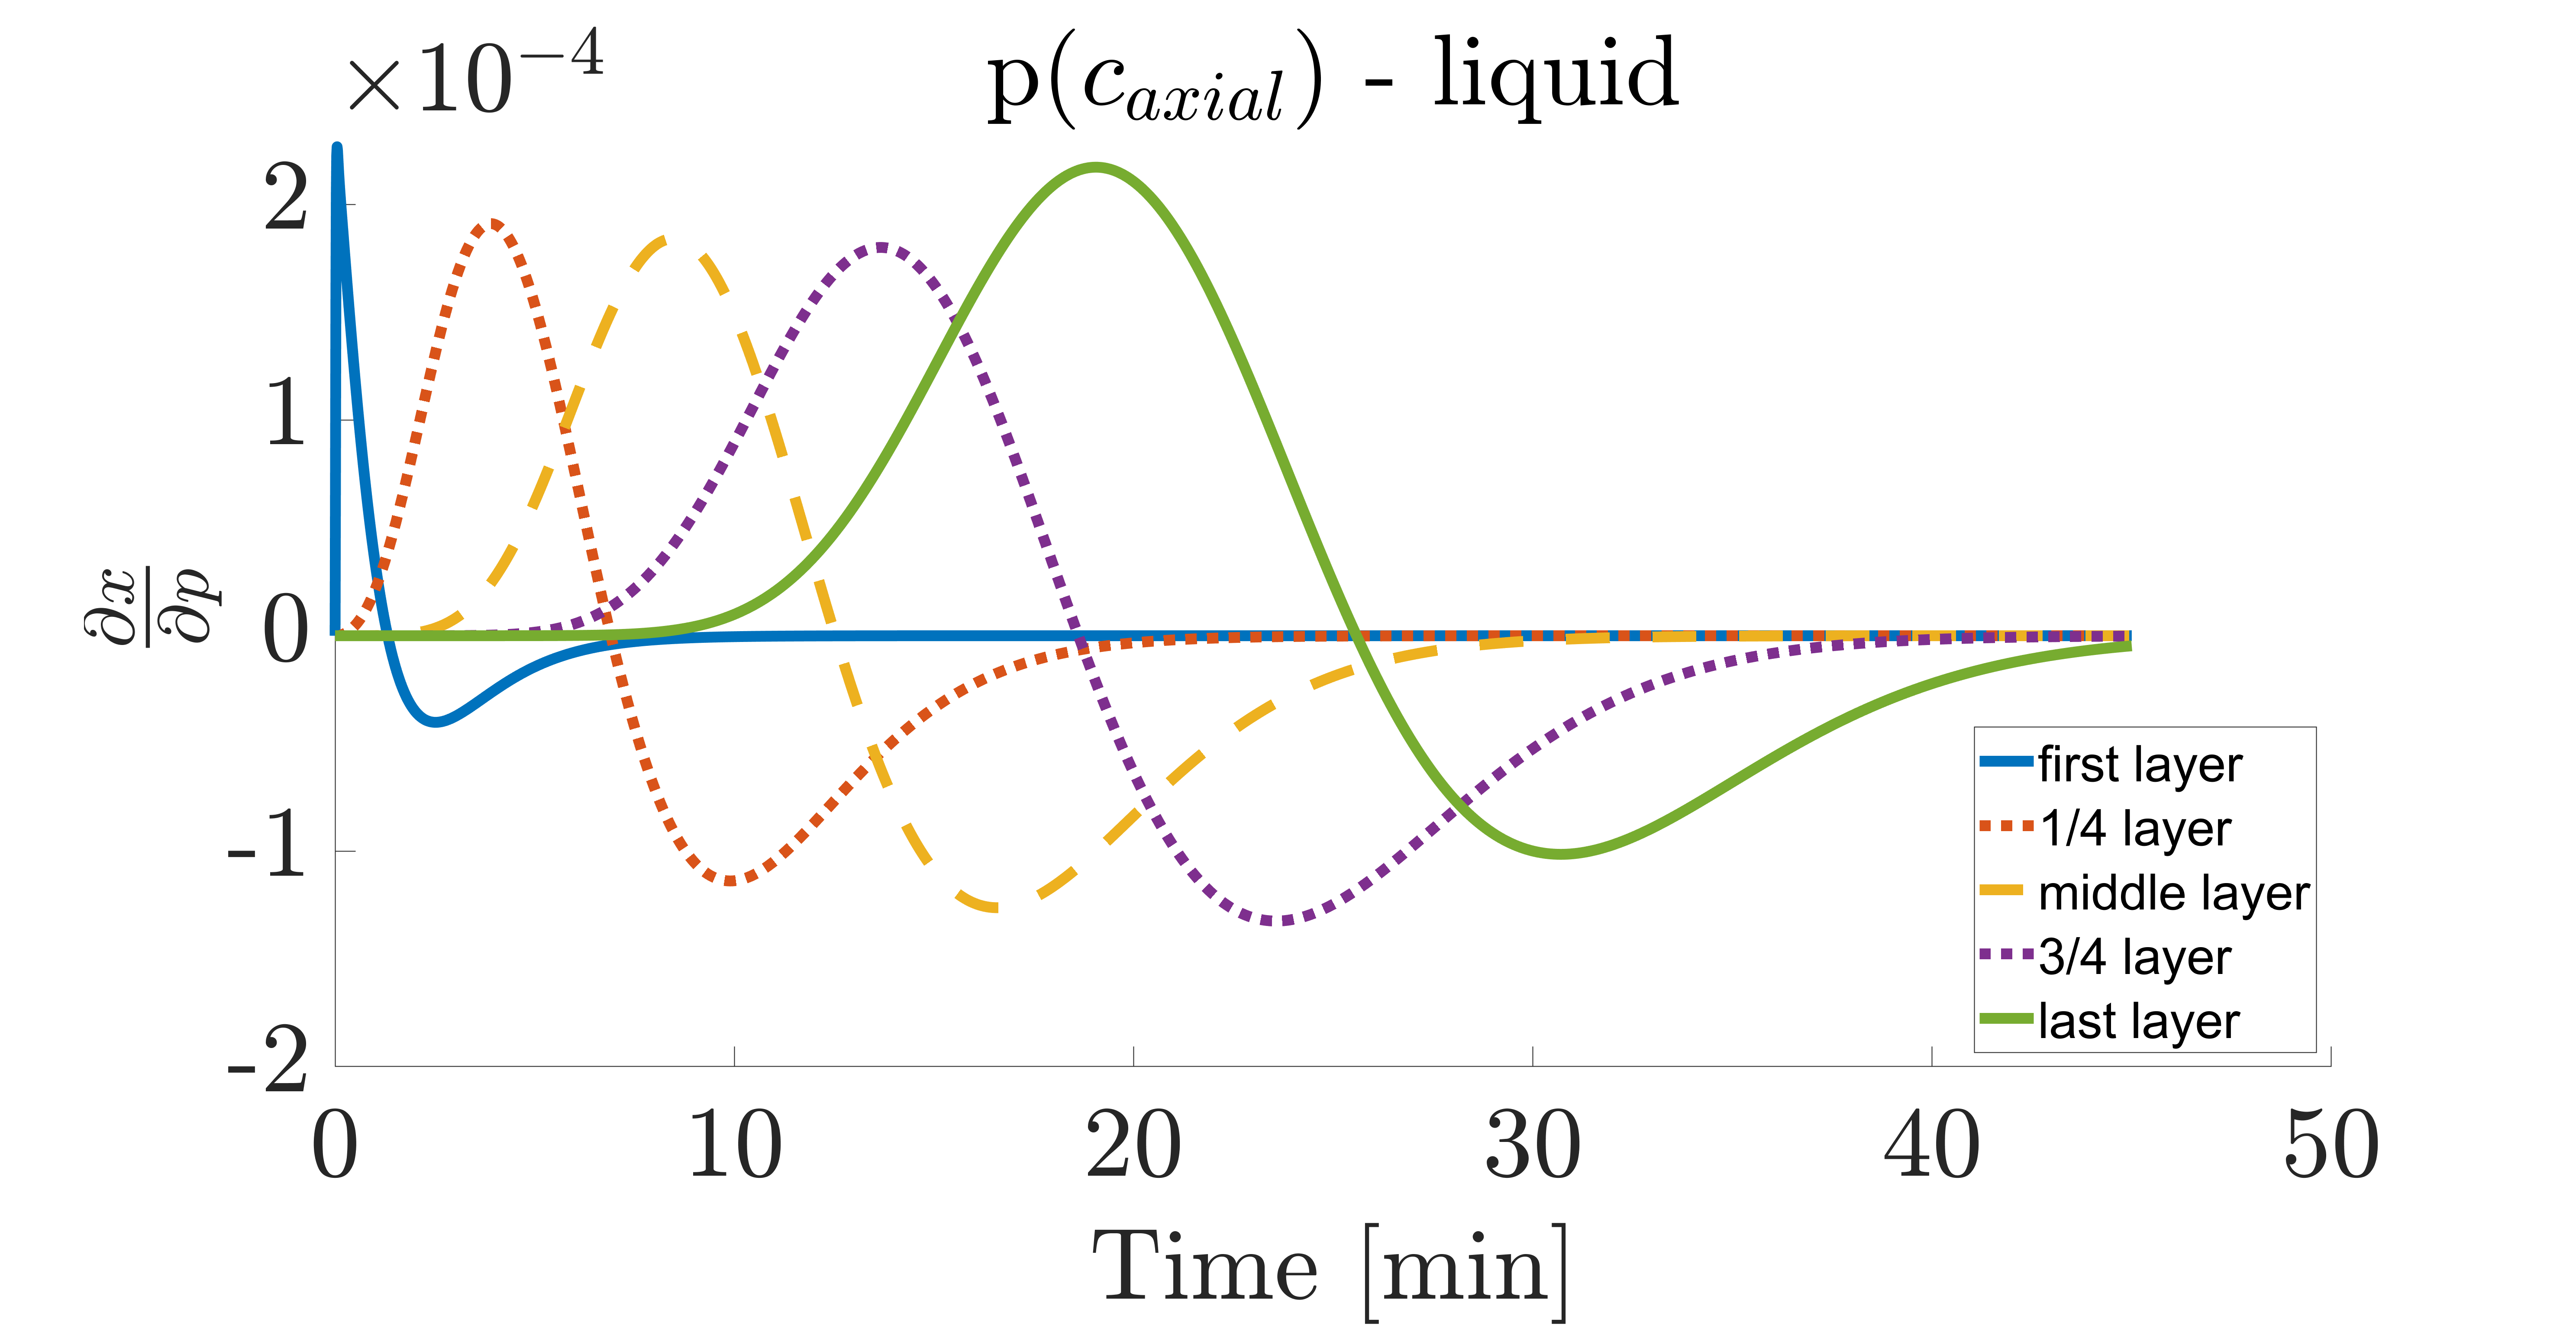 ×10⁻⁴
p(c_axial) - liquid
2
1
0
-1
-2
∂x
∂p
0 10 20 30 40 50
Time [min]
first layer
1/4 layer
middle layer
3/4 layer
last layer